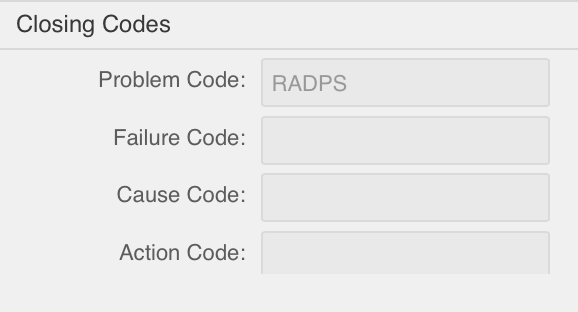 Closing Codes
Problem Code: RADPS
Failure Code:
Cause Code:
Action Code: